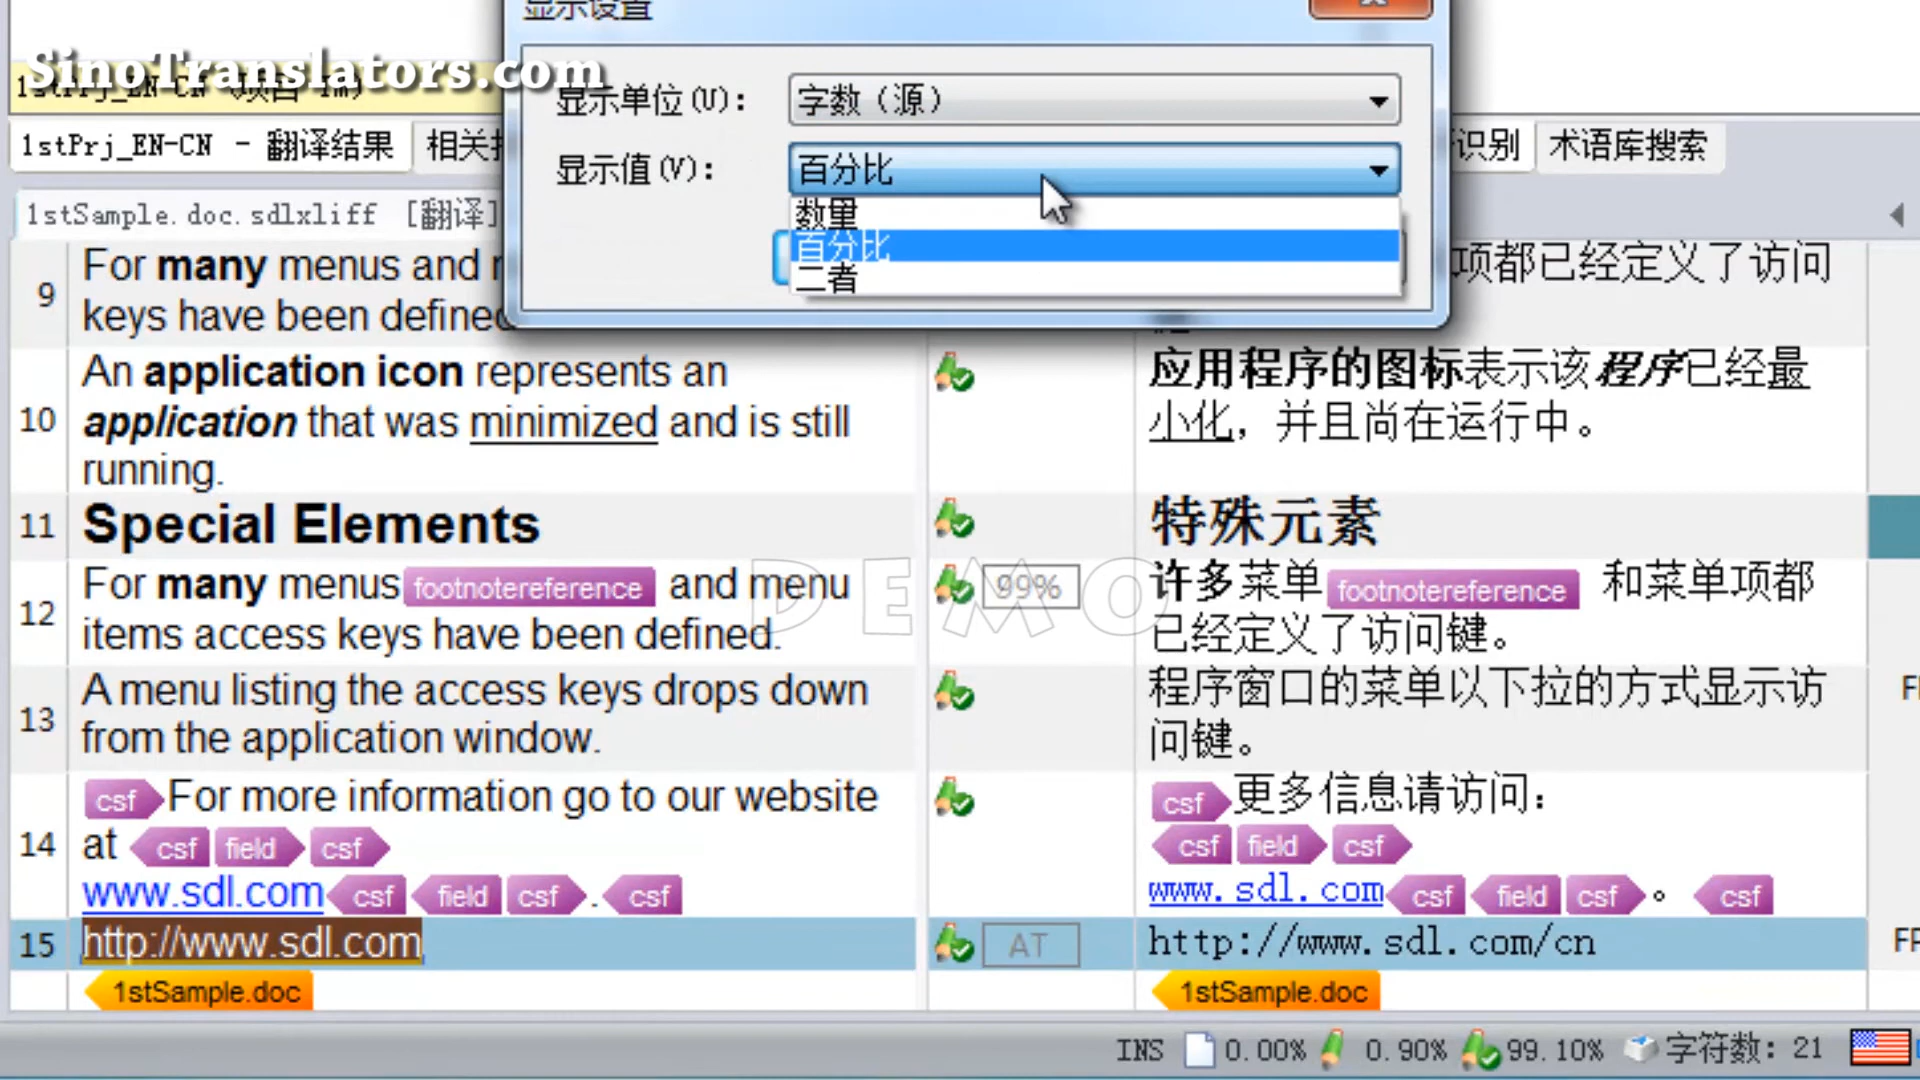 显示设置
SinoTranslators.com
1stPrj_EN-CN
显示单位(U)： 字数（源）
1stPrj_EN-CN - 翻译结果
识别
术语库搜索
显示值(V)： 百分比
数量
百分比
二者
1stSample.doc.sdlxliff [翻译]
9
For many menus and
keys have been defined
项都已经定义了访问
10
An application icon represents an
application that was minimized and is still
running.
应用程序的图标表示该程序已经最
小化，并且尚在运行中。
11
Special Elements
特殊元素
DEMO
12
For many menus footnotereference and menu
items access keys have been defined.
99%
许多菜单 footnotereference 和菜单项都
已经定义了访问键。
13
A menu listing the access keys drops down
from the application window.
程序窗口的菜单以下拉的方式显示访
问键。
14
csf For more information go to our website
at csf field csf
www.sdl.com csf field csf . csf
csf 更多信息请访问：
csf field csf
www.sdl.com csf field csf 。 csf
15
http://www.sdl.com
AT
http://www.sdl.com/cn
1stSample.doc
1stSample.doc
INS 0.00% 0.90% 99.10% 字符数: 21